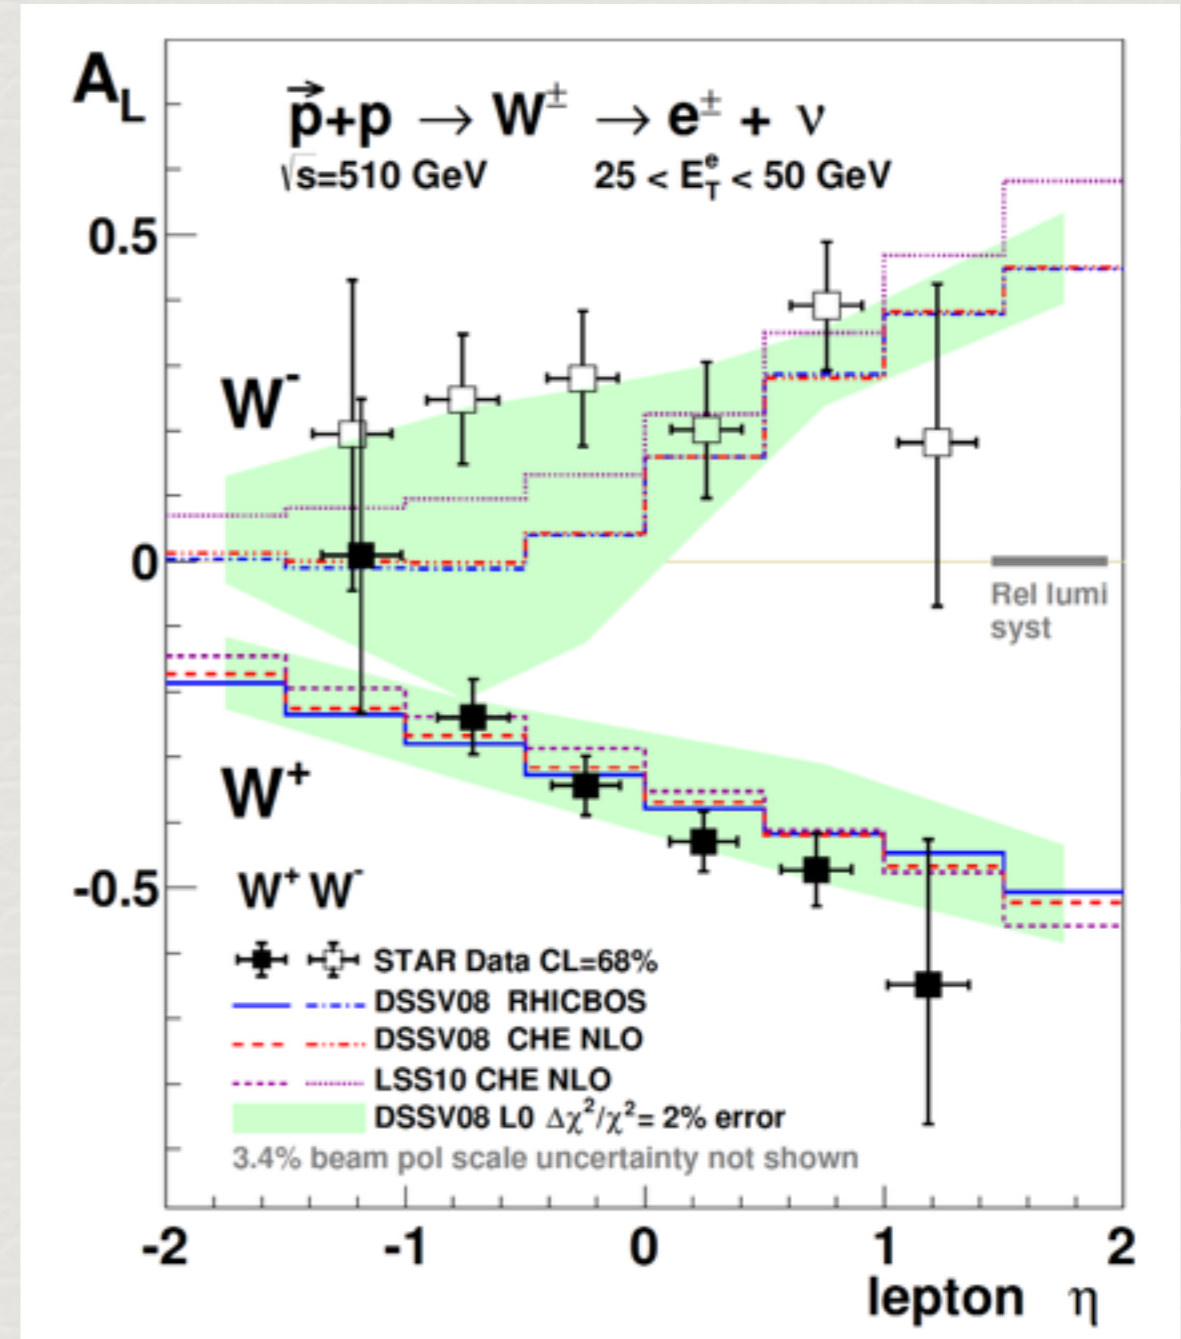 A_L
p⃗+p → W^± → e^± + ν
√s=510 GeV 25 < E_T^e < 50 GeV
0.5
W^-
0
Rel lumi
syst
W^+
-0.5
W^+ W^-
STAR Data CL=68%
DSSV08 RHICBOS
DSSV08 CHE NLO
LSS10 CHE NLO
DSSV08 L0 Δχ²/χ²= 2% error
3.4% beam pol scale uncertainty not shown
-2 -1 0 1 2
lepton η